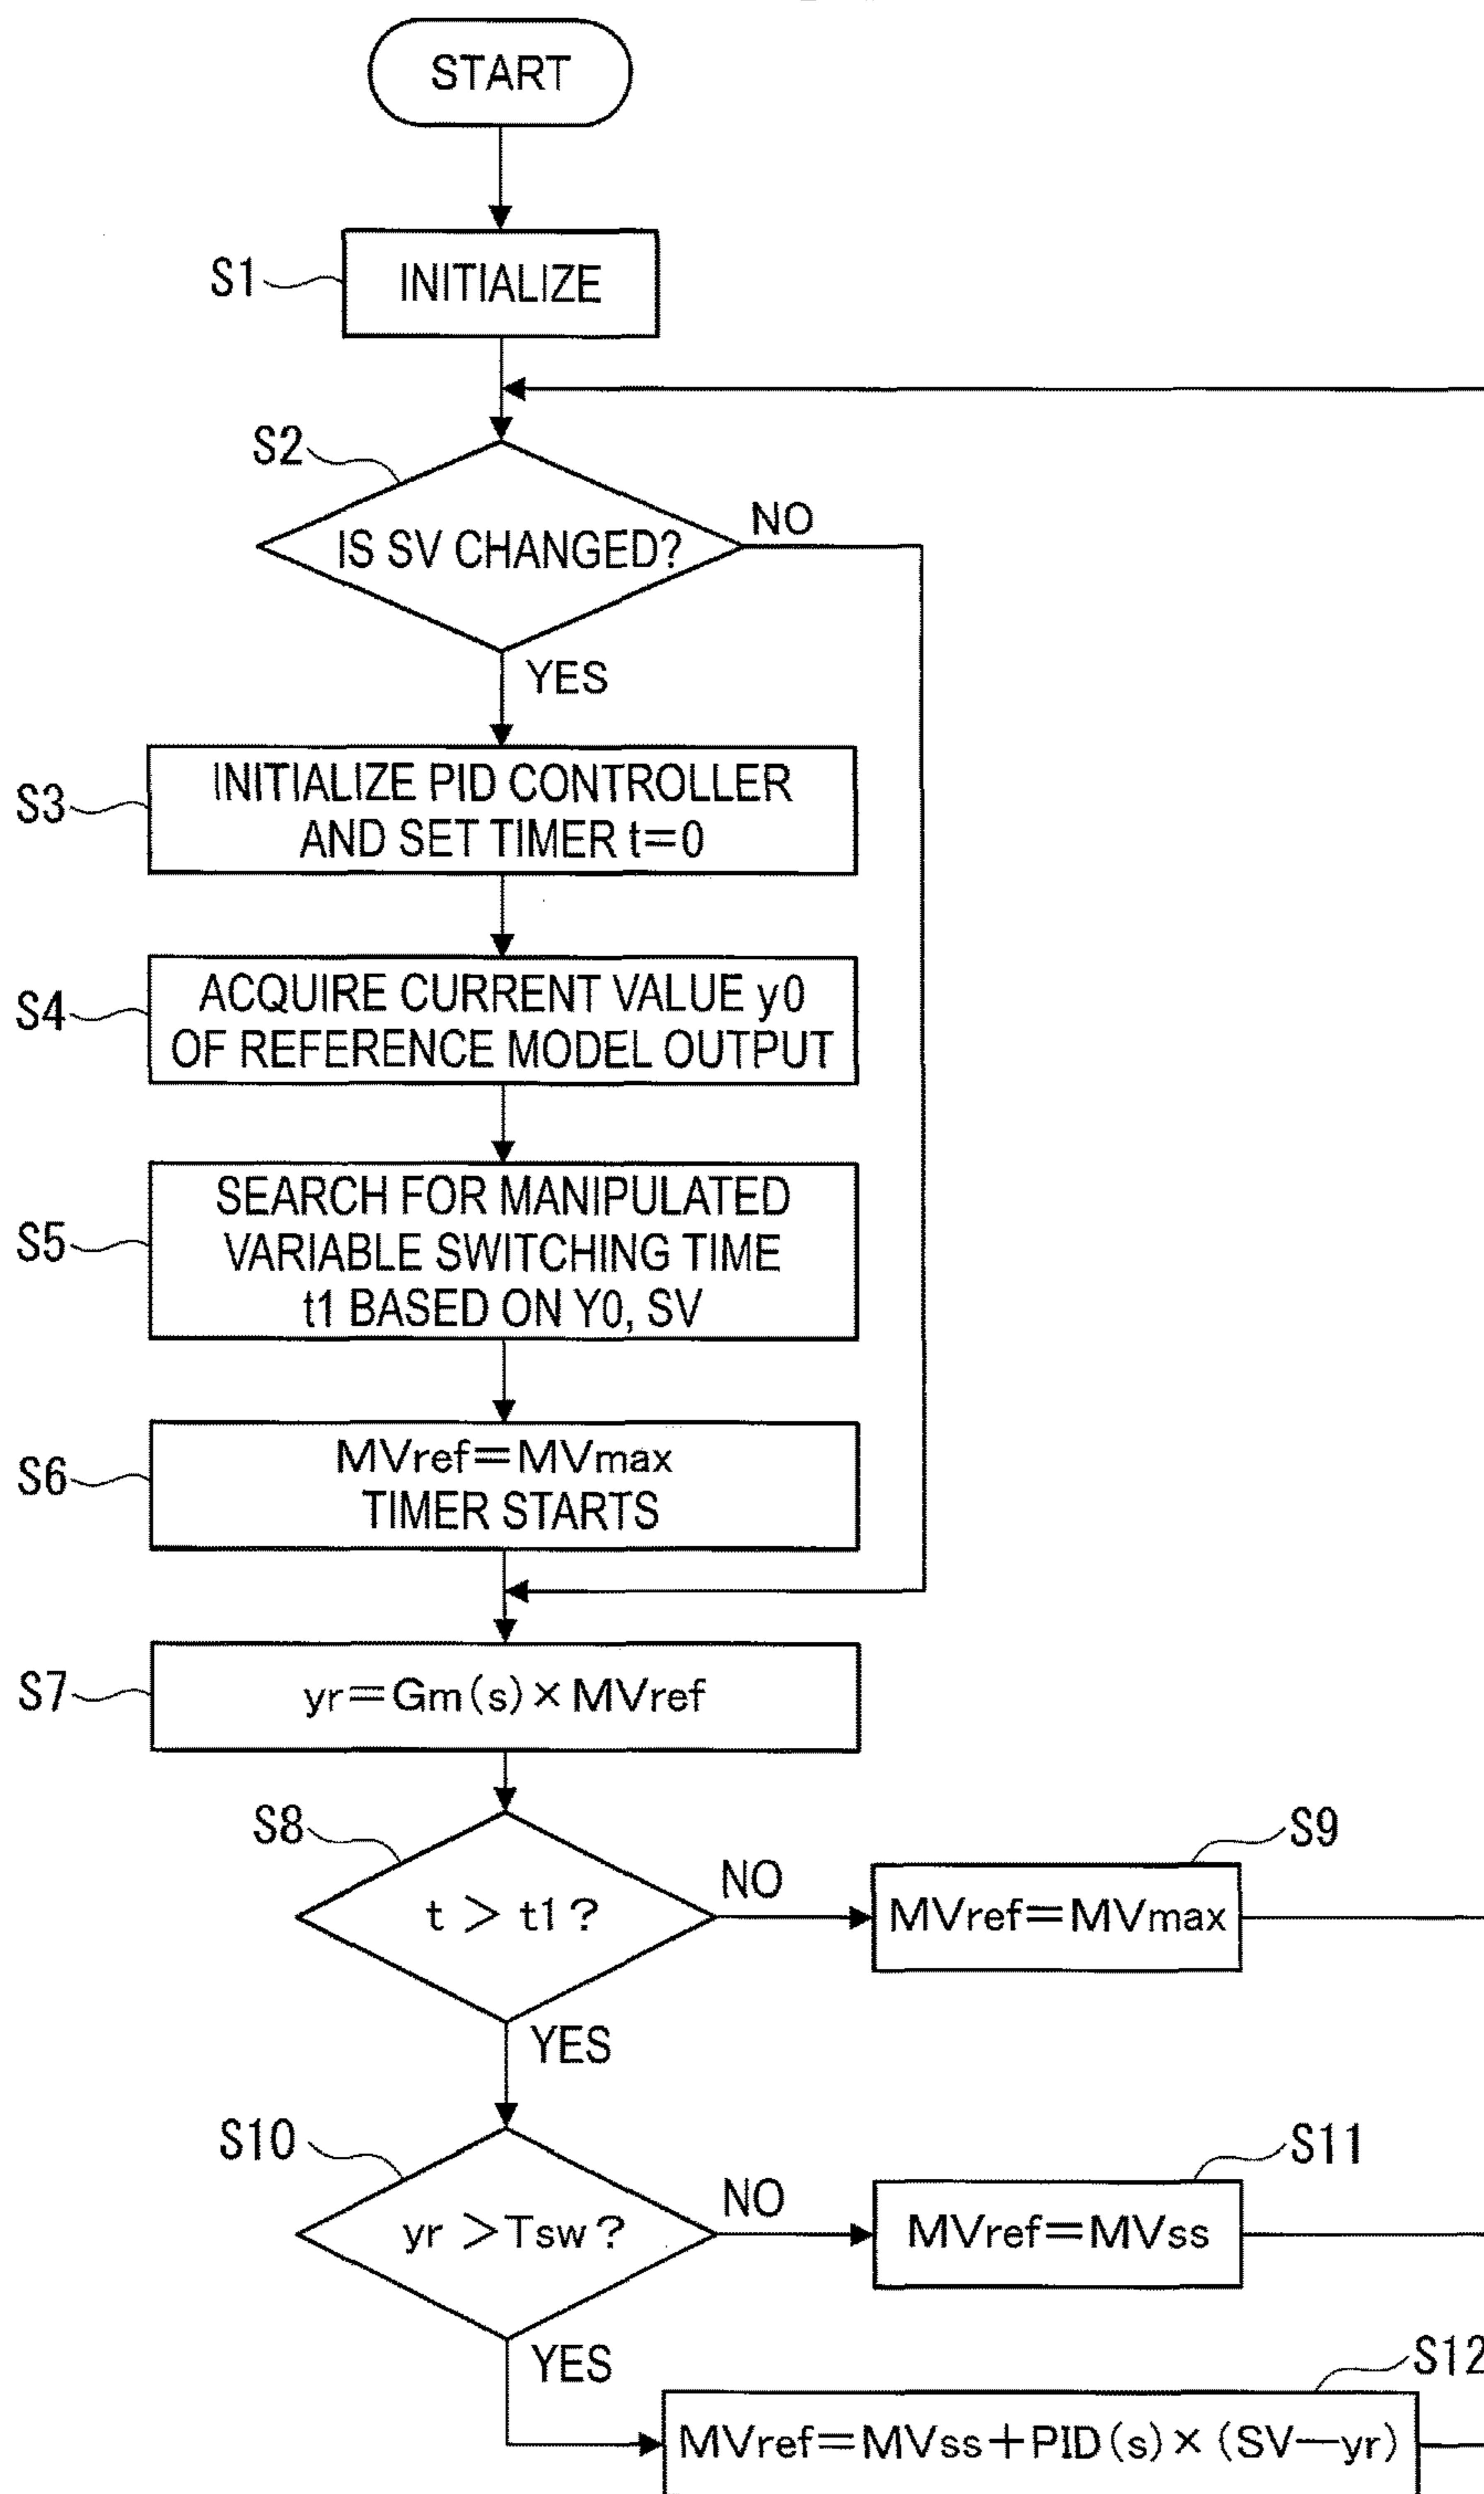 START
S1
INITIALIZE
S2
IS SV CHANGED?
NO
YES
S3
INITIALIZE PID CONTROLLER
AND SET TIMER t=0
S4
ACQUIRE CURRENT VALUE y0
OF REFERENCE MODEL OUTPUT
S5
SEARCH FOR MANIPULATED
VARIABLE SWITCHING TIME
t1 BASED ON Y0, SV
S6
MVref=MVmax
TIMER STARTS
S7
yr=Gm(s)×MVref
S8
t > t1?
NO
S9
MVref=MVmax
YES
S10
yr >Tsw?
NO
S11
MVref=MVss
YES
S12
MVref=MVss+PID(s)×(SV—yr)